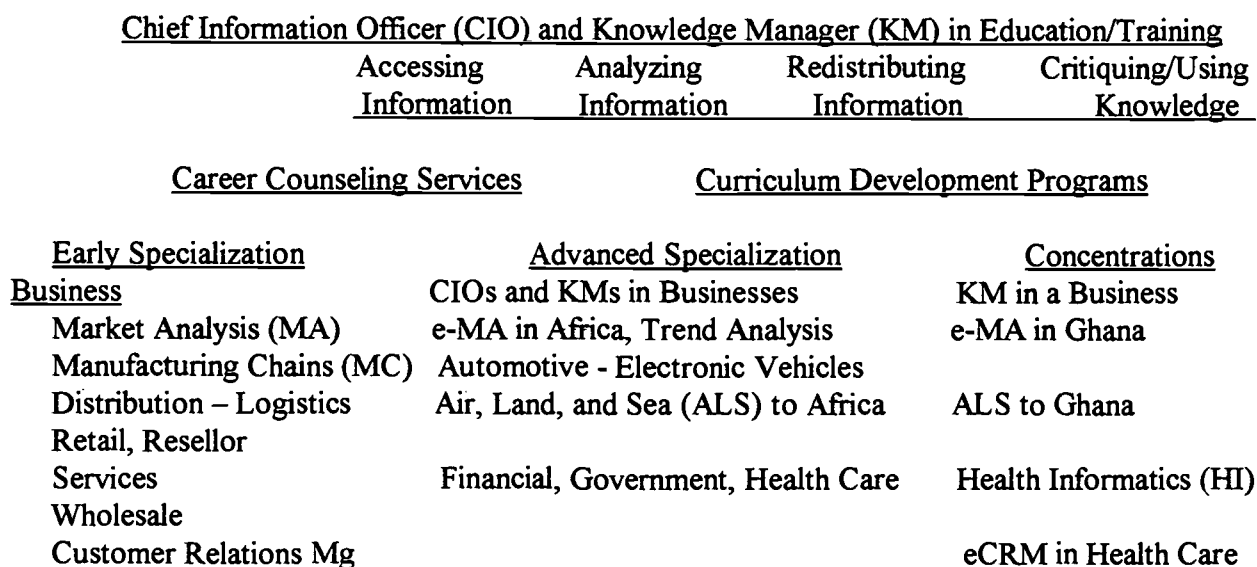 Chief Information Officer (CIO) and Knowledge Manager (KM) in Education/Training
Accessing Analyzing Redistributing Critiquing/Using
Information Information Information Knowledge
Career Counseling Services Curriculum Development Programs
Early Specialization Advanced Specialization Concentrations
Business CIOs and KMs in Businesses KM in a Business
Market Analysis (MA) e-MA in Africa, Trend Analysis e-MA in Ghana
Manufacturing Chains (MC) Automotive - Electronic Vehicles
Distribution – Logistics Air, Land, and Sea (ALS) to Africa ALS to Ghana
Retail, Resellor
Services Financial, Government, Health Care Health Informatics (HI)
Wholesale
Customer Relations Mg eCRM in Health Care